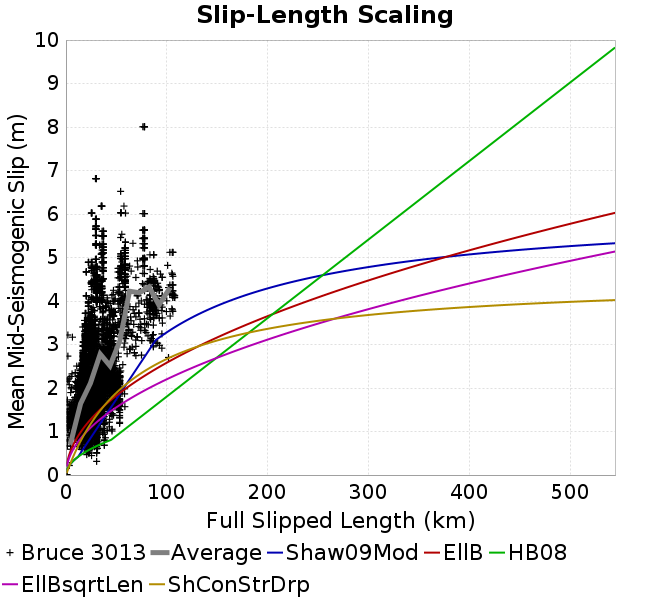 Slip-Length Scaling
Mean Mid-Seismogenic Slip (m)
10
9
8
7
6
5
4
3
2
1
0
0 100 200 300 400 500
Full Slipped Length (km)
Bruce 3013 Average Shaw09Mod EllB HB08
EllBsqrtLen ShConStrDrp